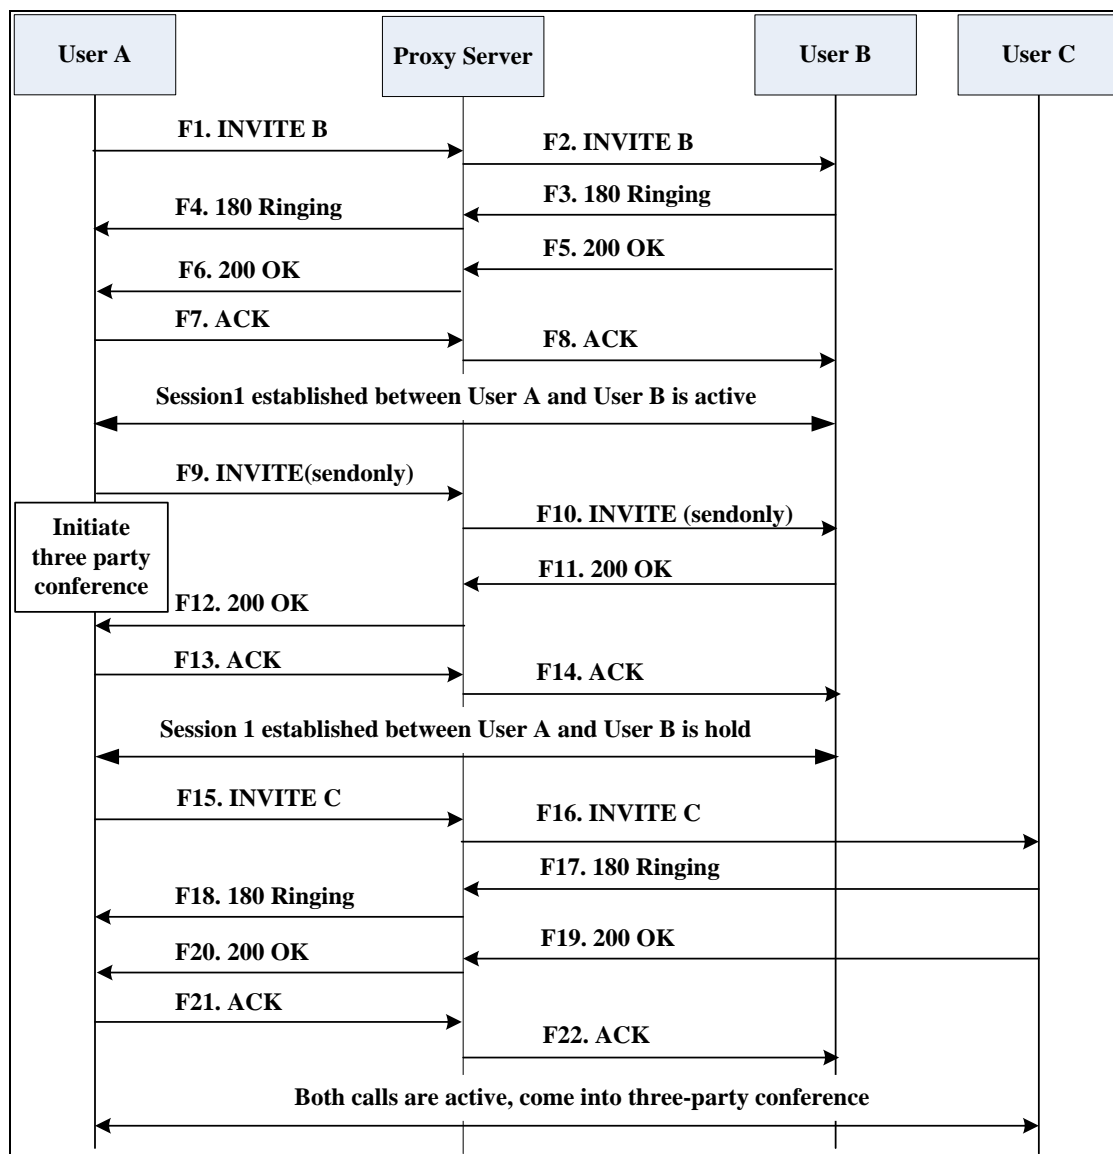 User A
Proxy Server
User B
User C
F1. INVITE B
F2. INVITE B
F3. 180 Ringing
F4. 180 Ringing
F5. 200 OK
F6. 200 OK
F7. ACK
F8. ACK
Session1 established between User A and User B is active
F9. INVITE(sendonly)
Initiate
three party
conference
F10. INVITE (sendonly)
F11. 200 OK
F12. 200 OK
F13. ACK
F14. ACK
Session 1 established between User A and User B is hold
F15. INVITE C
F16. INVITE C
F17. 180 Ringing
F18. 180 Ringing
F19. 200 OK
F20. 200 OK
F21. ACK
F22. ACK
Both calls are active, come into three-party conference